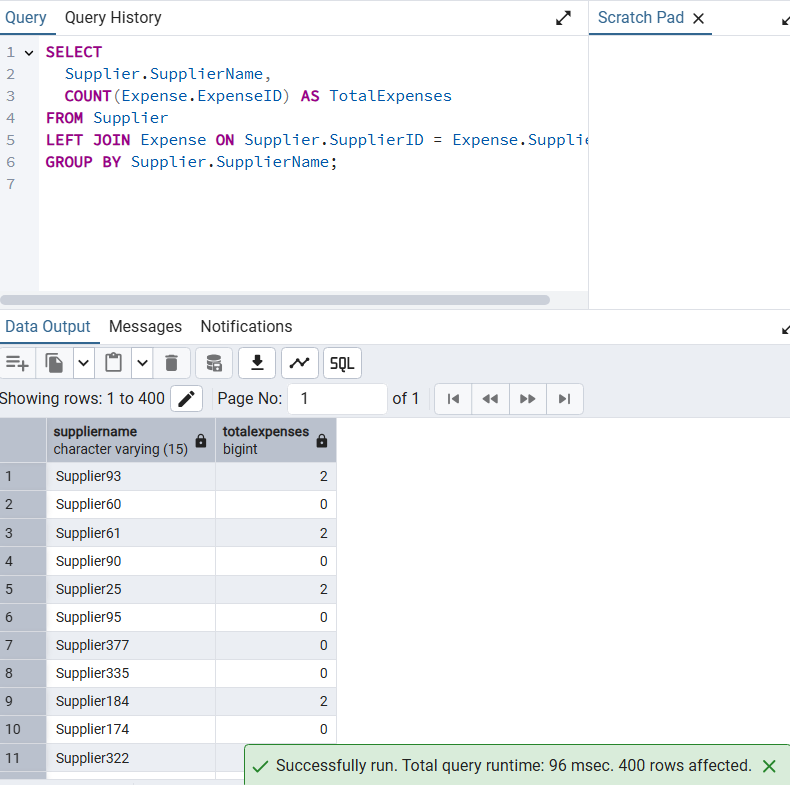 Query Query History Scratch Pad
1 SELECT
2 Supplier.SupplierName,
3 COUNT(Expense.ExpenseID) AS TotalExpenses
4 FROM Supplier
5 LEFT JOIN Expense ON Supplier.SupplierID = Expense.Supplie
6 GROUP BY Supplier.SupplierName;
7
Data Output Messages Notifications
SQL
Showing rows: 1 to 400 Page No: 1 of 1
suppliername totalexpenses
character varying (15) bigint
1 Supplier93 2
2 Supplier60 0
3 Supplier61 2
4 Supplier90 0
5 Supplier25 2
6 Supplier95 0
7 Supplier377 0
8 Supplier335 0
9 Supplier184 2
10 Supplier174 0
11 Supplier322
Successfully run. Total query runtime: 96 msec. 400 rows affected.